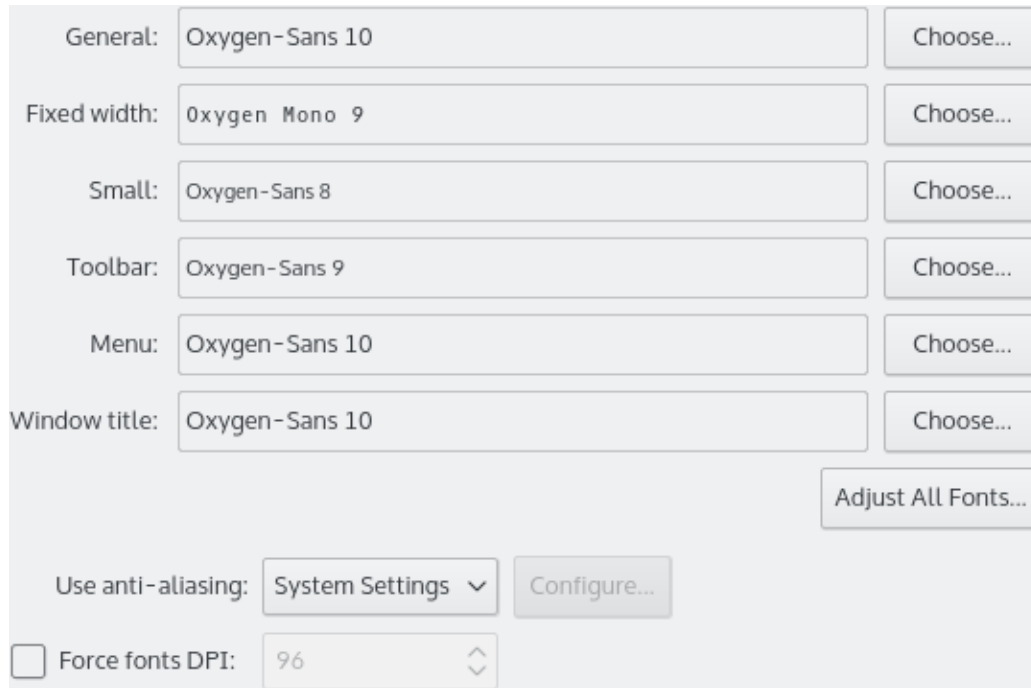 General: Oxygen-Sans 10 Choose...
Fixed width: Oxygen Mono 9 Choose...
Small: Oxygen-Sans 8 Choose...
Toolbar: Oxygen-Sans 9 Choose...
Menu: Oxygen-Sans 10 Choose...
Window title: Oxygen-Sans 10 Choose...
Adjust All Fonts...
Use anti-aliasing: System Settings Configure...
Force fonts DPI: 96